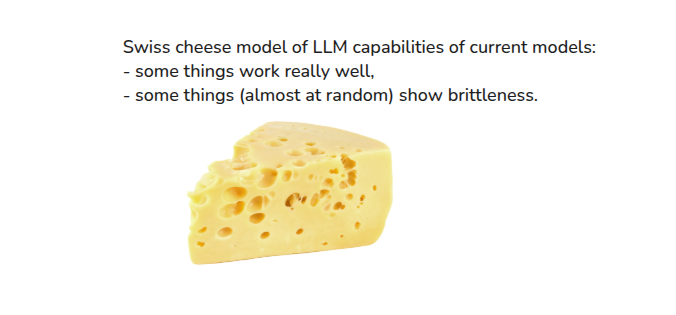 Swiss cheese model of LLM capabilities of current models:
- some things work really well,
- some things (almost at random) show brittleness.